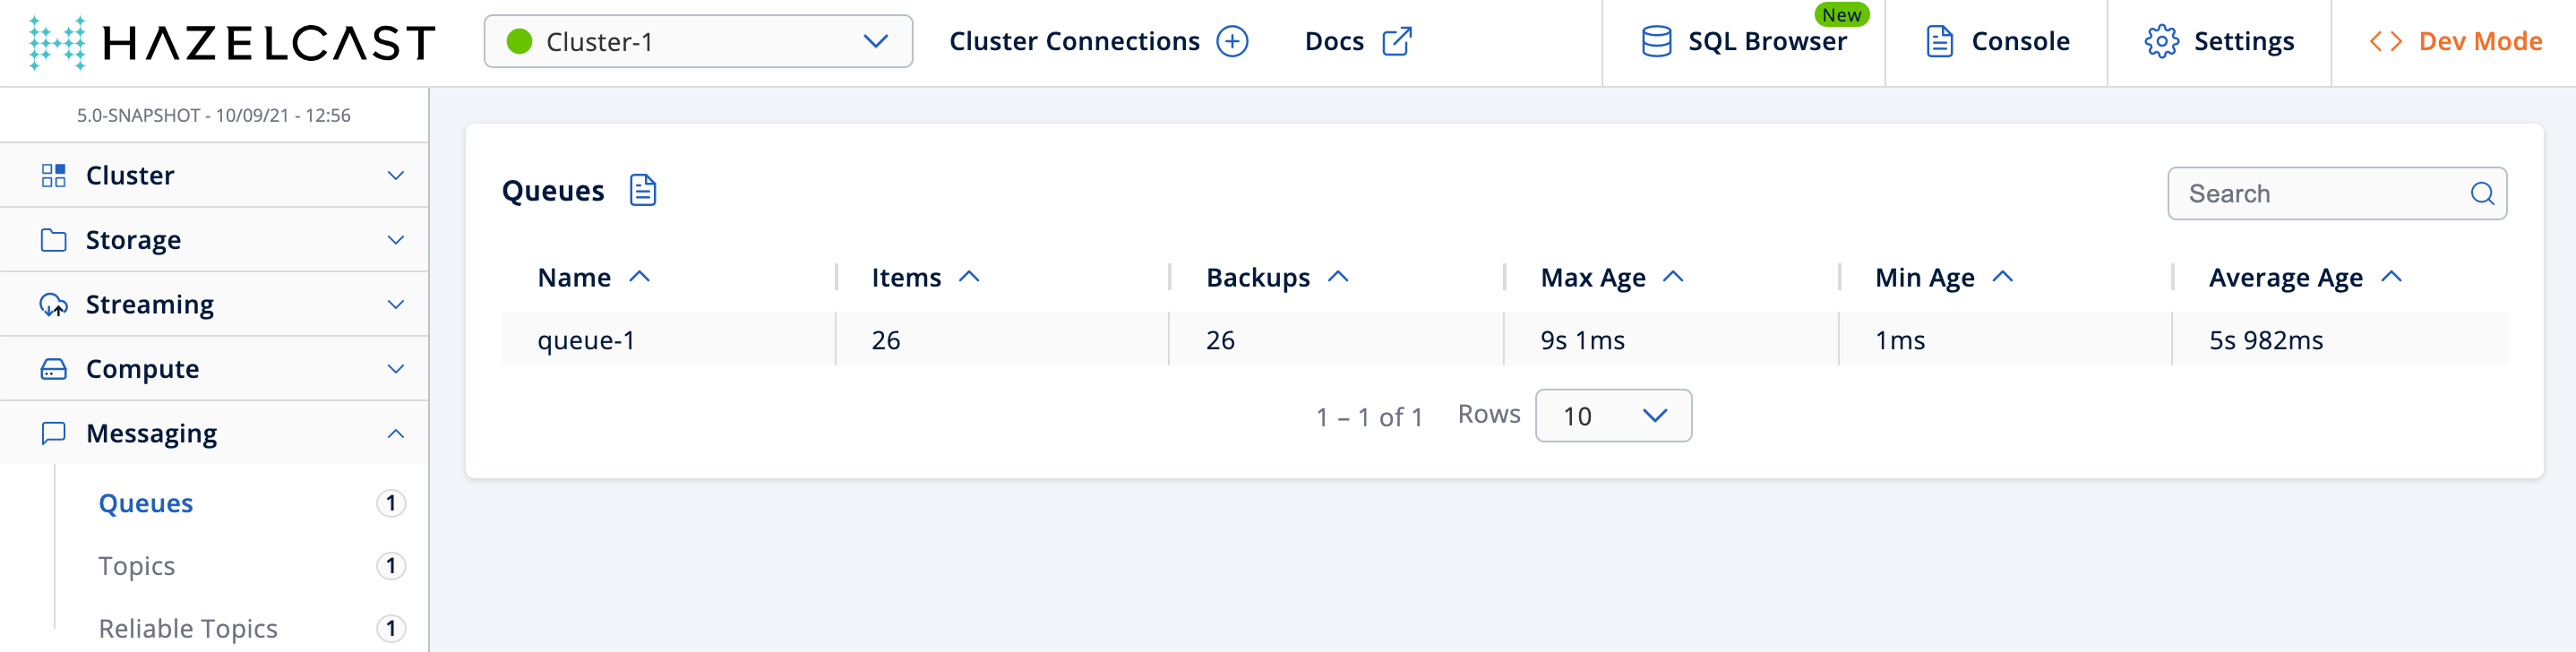 HAZELCAST
Cluster-1
Cluster Connections
Docs
New
SQL Browser
Console
Settings
Dev Mode
5.0-SNAPSHOT - 10/09/21 - 12:56
Cluster
Storage
Streaming
Compute
Messaging
Queues 1
Topics 1
Reliable Topics 1
Queues
Search
Name Items Backups Max Age Min Age Average Age
queue-1 26 26 9s 1ms 1ms 5s 982ms
1 – 1 of 1 Rows 10